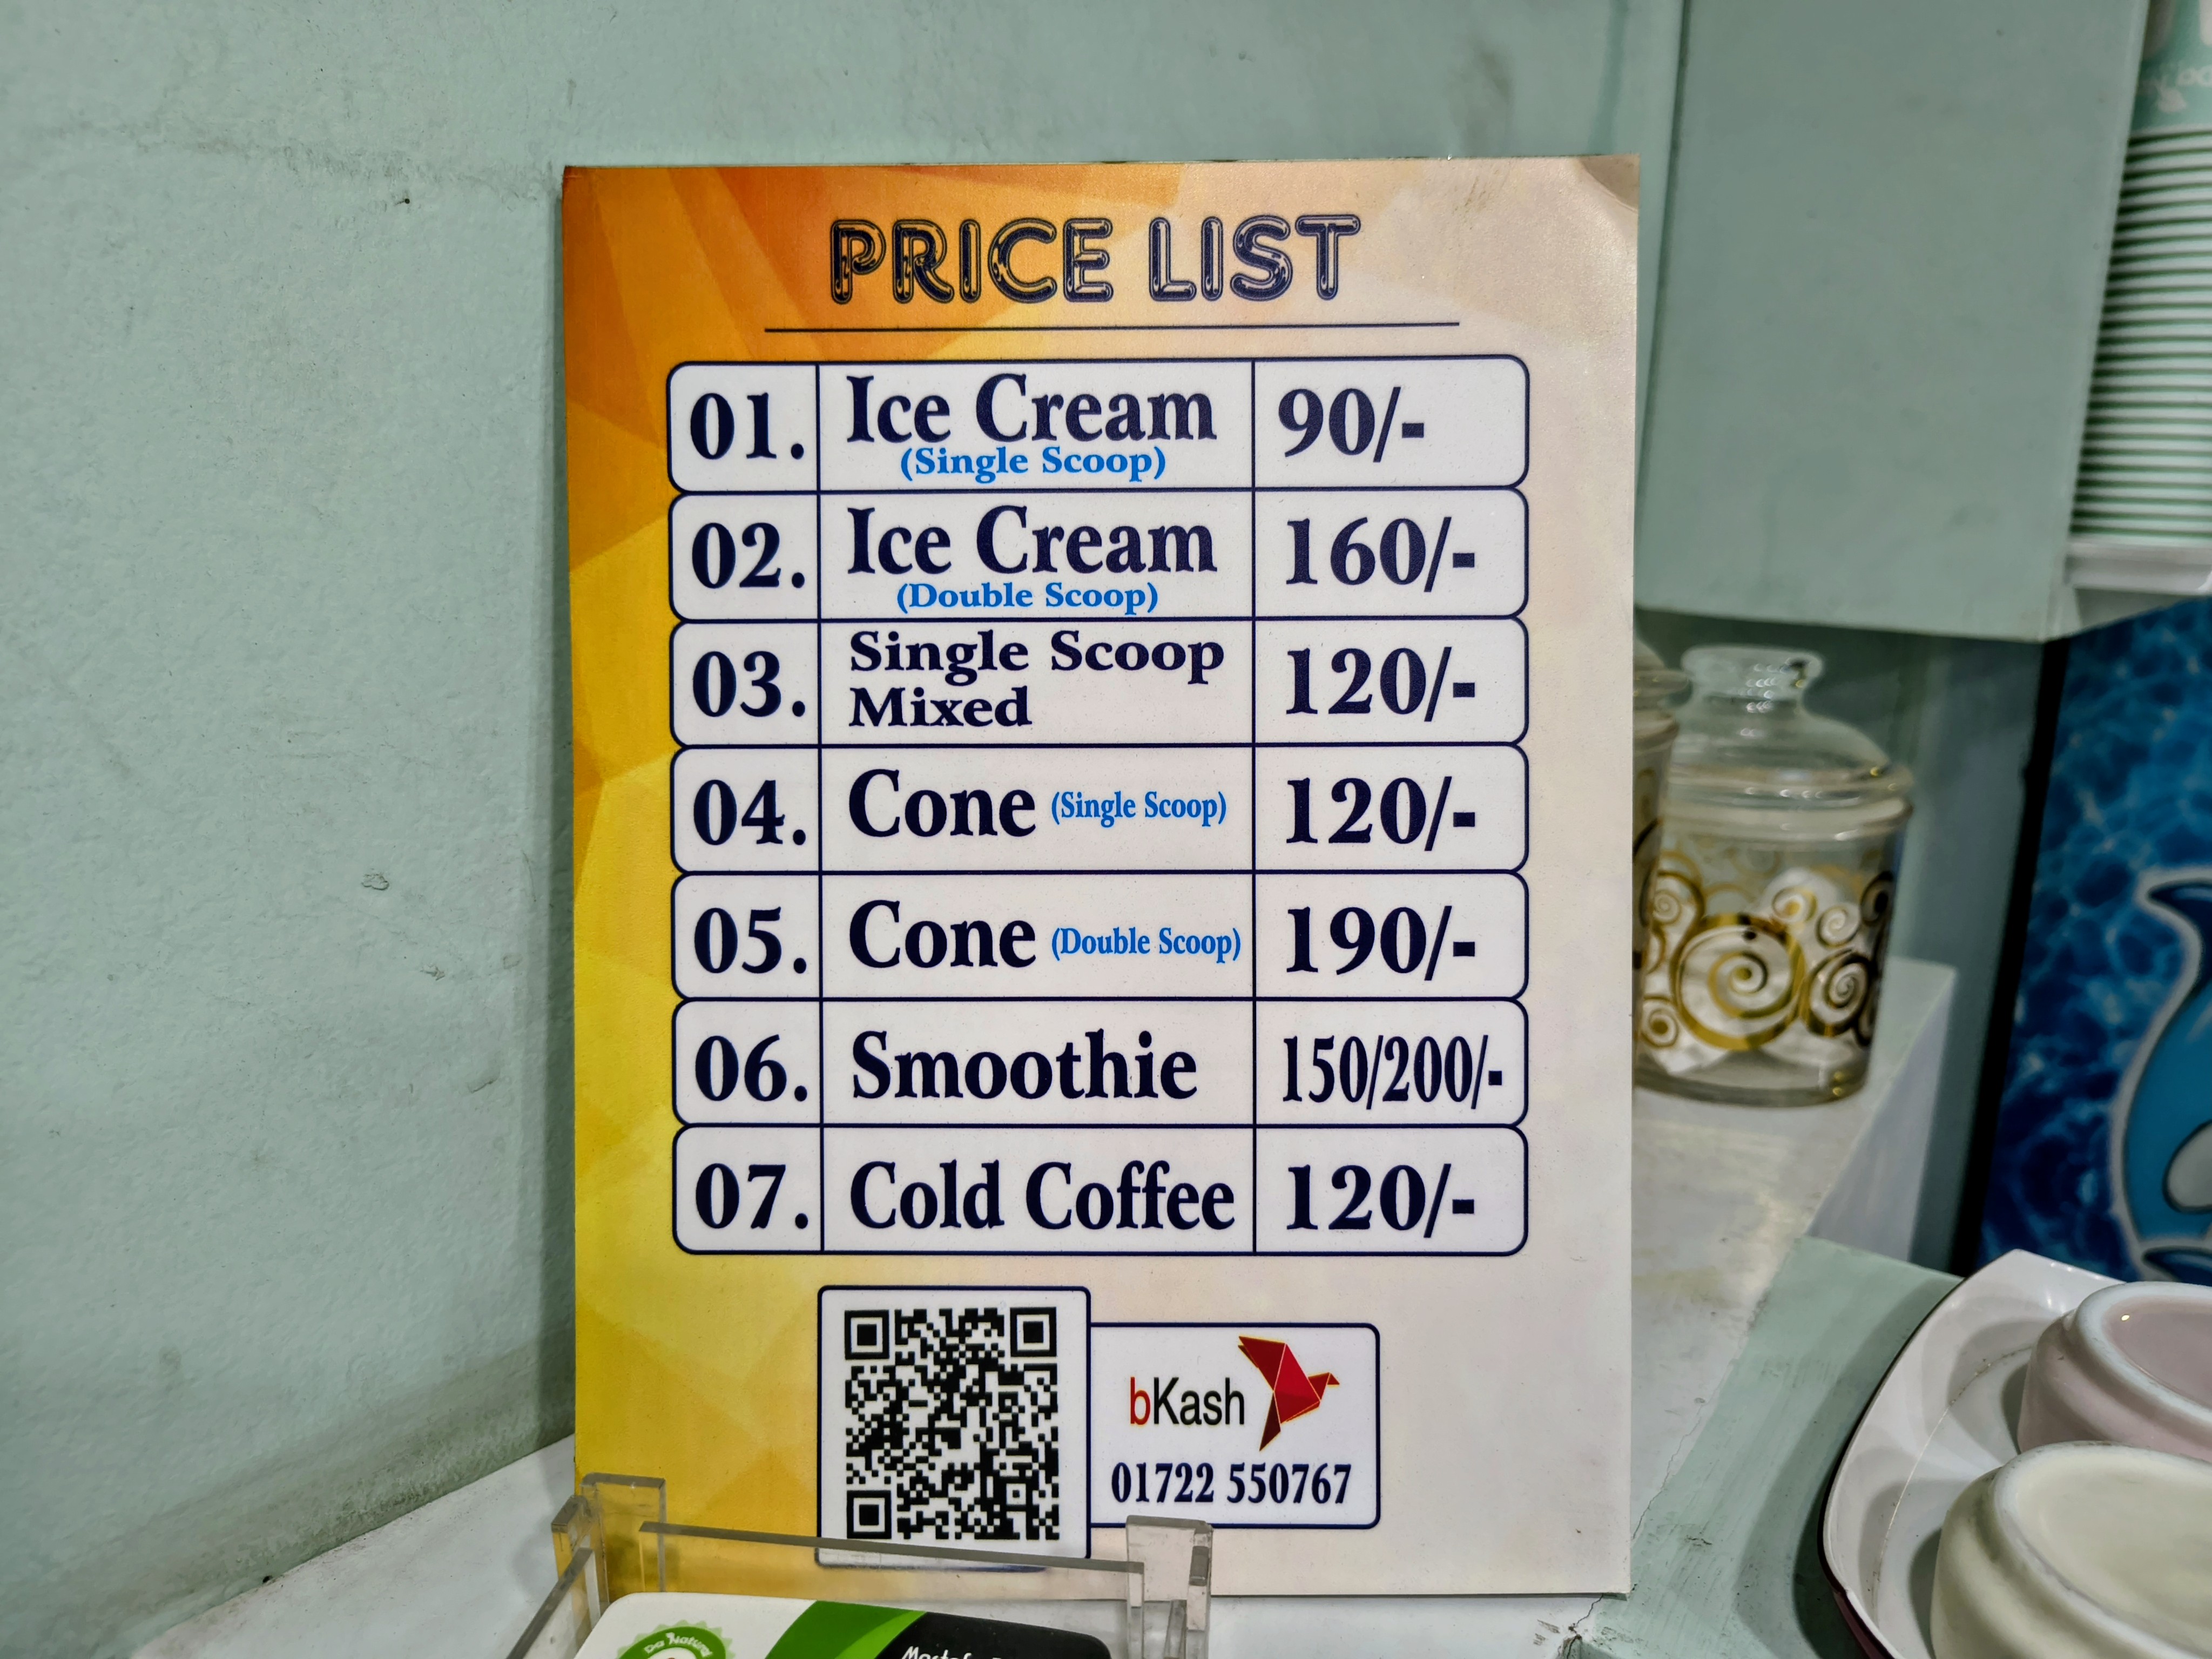 PRICE LIST
01. Ice Cream 90/-
(Single Scoop)
02. Ice Cream 160/-
(Double Scoop)
03. Single Scoop 120/-
Mixed
04. Cone (Single Scoop) 120/-
05. Cone (Double Scoop) 190/-
06. Smoothie 150/200/-
07. Cold Coffee 120/-
bKash
01722 550767
Da Natural